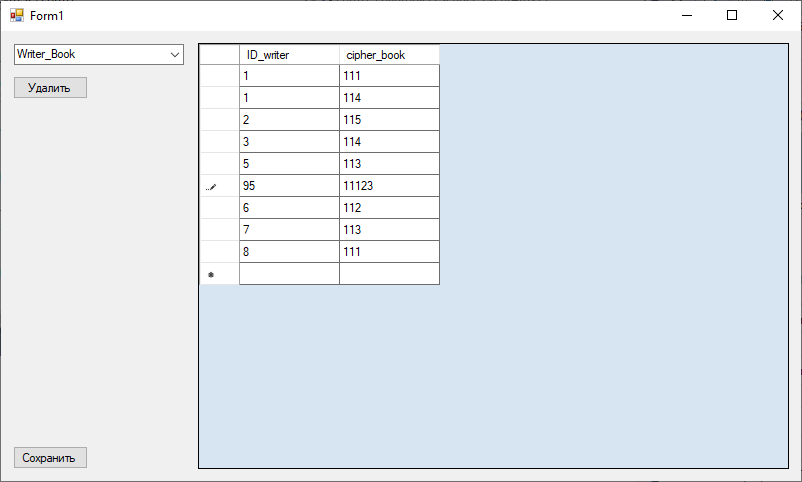 Form1
Writer_Book
Удалить
ID_writer cipher_book
1 111
1 114
2 115
3 114
5 113
95 11123
6 112
7 113
8 111
Сохранить